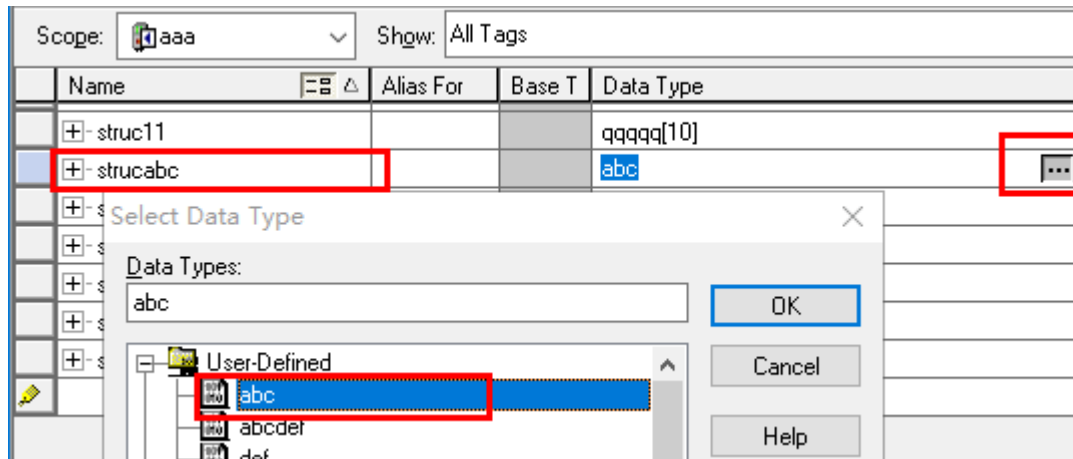 Scope: aaa Show: All Tags
Name Alias For Base T Data Type
struc11 qqqqq[10]
strucabc abc ...
Select Data Type
Data Types:
abc
OK
User-Defined
Cancel
abc
abcdef
Help
def